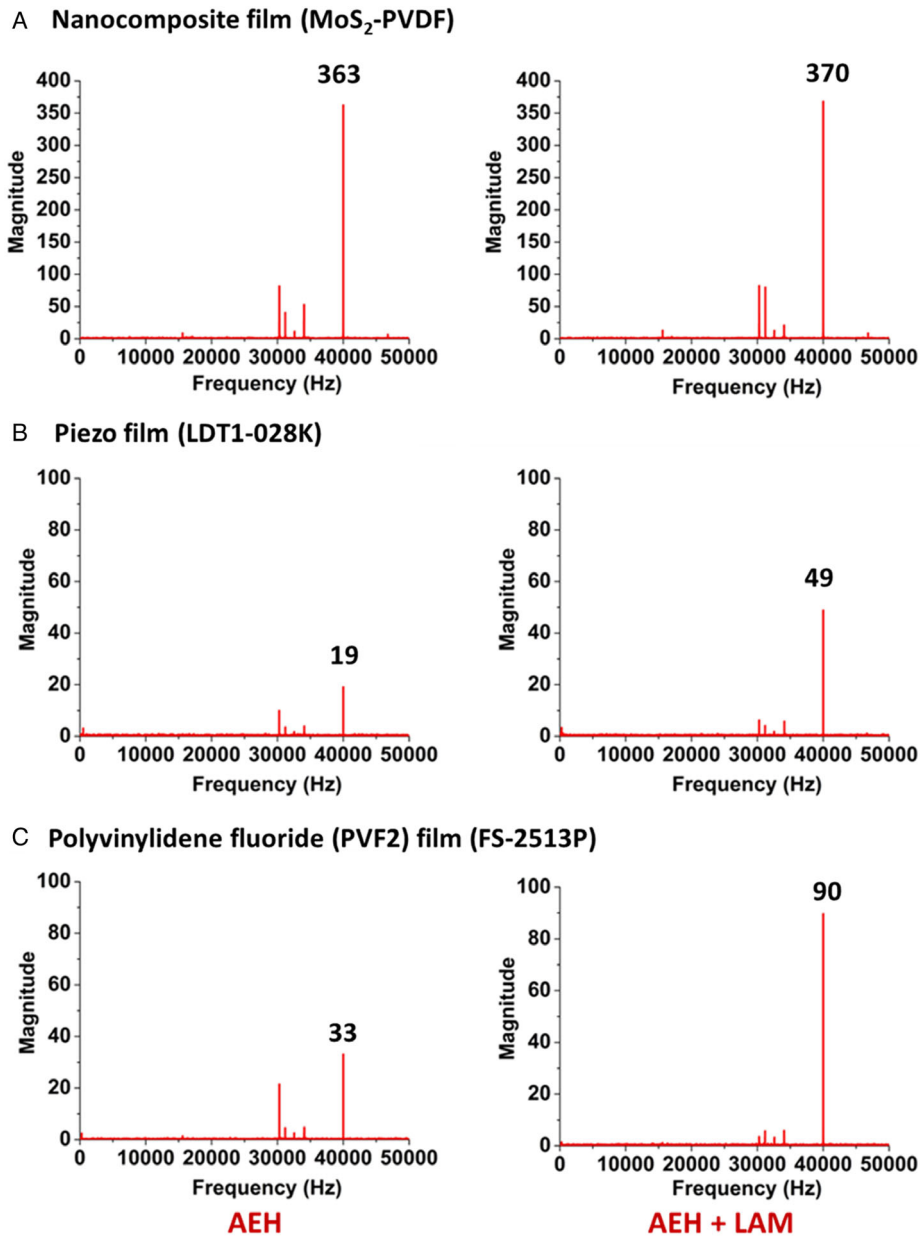 A Nanocomposite film (MoS2-PVDF)
363
400
350
300
250
200
150
100
50
0
Magnitude
0 10000 20000 30000 40000 50000
Frequency (Hz)
370
400
350
300
250
200
150
100
50
0
Magnitude
0 10000 20000 30000 40000 50000
Frequency (Hz)
B Piezo film (LDT1-028K)
100
80
60
40
20
0
Magnitude
19
0 10000 20000 30000 40000 50000
Frequency (Hz)
100
80
60
40
20
0
Magnitude
49
0 10000 20000 30000 40000 50000
Frequency (Hz)
C Polyvinylidene fluoride (PVF2) film (FS-2513P)
100
80
60
40
20
0
Magnitude
33
0 10000 20000 30000 40000 50000
Frequency (Hz)
AEH
90
100
80
60
40
20
0
Magnitude
0 10000 20000 30000 40000 50000
Frequency (Hz)
AEH + LAM